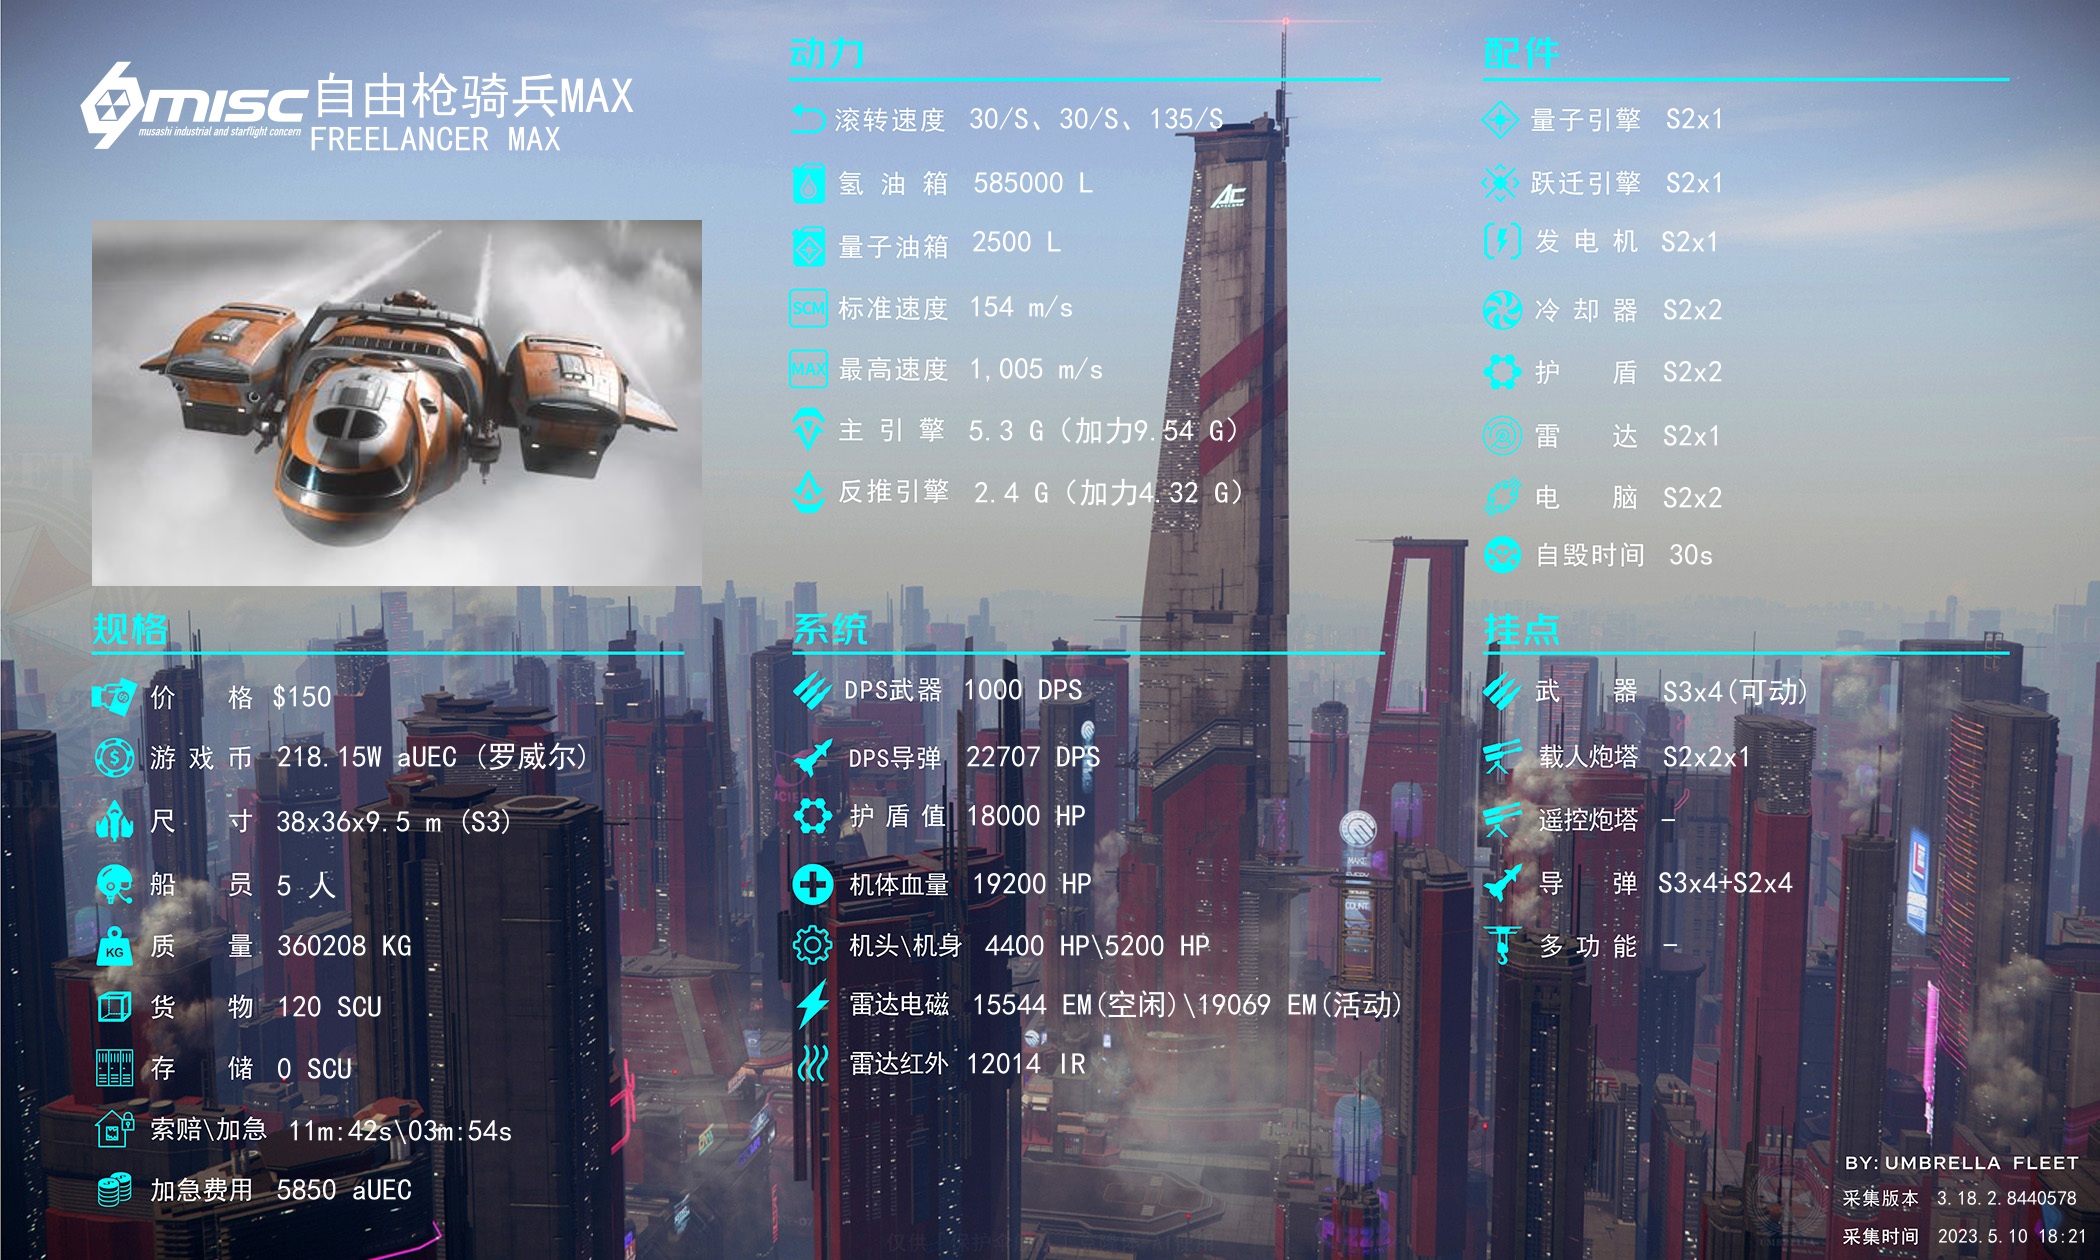 misc
musashi industrial and starflight concern
自由枪骑兵MAX
FREELANCER MAX
动力
滚转速度 30/S、30/S、135/S
氢油箱 585000 L
量子油箱 2500 L
SCM 标准速度 154 m/s
MAX 最高速度 1,005 m/s
主引擎 5.3 G（加力9.54 G）
反推引擎 2.4 G（加力4.32 G）
配件
量子引擎 S2x1
跃迁引擎 S2x1
发电机 S2x1
冷却器 S2x2
护盾 S2x2
雷达 S2x1
电脑 S2x2
自毁时间 30s
规格
价格 $150
游戏币 218.15W aUEC (罗威尔)
尺寸 38x36x9.5 m (S3)
船员 5 人
KG 质量 360208 KG
货物 120 SCU
存储 0 SCU
索赔\加急 11m:42s\03m:54s
加急费用 5850 aUEC
系统
DPS武器 1000 DPS
DPS导弹 22707 DPS
护盾值 18000 HP
机体血量 19200 HP
机头\机身 4400 HP\5200 HP
雷达电磁 15544 EM(空闲)\19069 EM(活动)
雷达红外 12014 IR
挂点
武器 S3x4(可动)
载人炮塔 S2x2x1
遥控炮塔 -
导弹 S3x4+S2x4
多功能 -
AC
MAKE
EVERY
COUNT
BY: UMBRELLA FLEET
采集版本 3.18.2.8440578
采集时间 2023.5.10 18:21